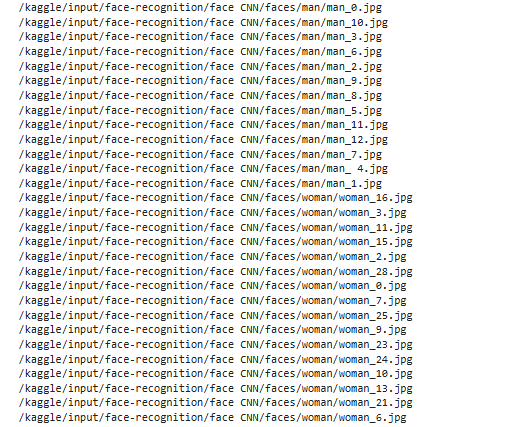 /kaggle/input/face-recognition/face CNN/faces/man/man_0.jpg
/kaggle/input/face-recognition/face CNN/faces/man/man_10.jpg
/kaggle/input/face-recognition/face CNN/faces/man/man_3.jpg
/kaggle/input/face-recognition/face CNN/faces/man/man_6.jpg
/kaggle/input/face-recognition/face CNN/faces/man/man_2.jpg
/kaggle/input/face-recognition/face CNN/faces/man/man_9.jpg
/kaggle/input/face-recognition/face CNN/faces/man/man_8.jpg
/kaggle/input/face-recognition/face CNN/faces/man/man_5.jpg
/kaggle/input/face-recognition/face CNN/faces/man/man_11.jpg
/kaggle/input/face-recognition/face CNN/faces/man/man_12.jpg
/kaggle/input/face-recognition/face CNN/faces/man/man_7.jpg
/kaggle/input/face-recognition/face CNN/faces/man/man_ 4.jpg
/kaggle/input/face-recognition/face CNN/faces/man/man_1.jpg
/kaggle/input/face-recognition/face CNN/faces/woman/woman_16.jpg
/kaggle/input/face-recognition/face CNN/faces/woman/woman_3.jpg
/kaggle/input/face-recognition/face CNN/faces/woman/woman_11.jpg
/kaggle/input/face-recognition/face CNN/faces/woman/woman_15.jpg
/kaggle/input/face-recognition/face CNN/faces/woman/woman_2.jpg
/kaggle/input/face-recognition/face CNN/faces/woman/woman_28.jpg
/kaggle/input/face-recognition/face CNN/faces/woman/woman_0.jpg
/kaggle/input/face-recognition/face CNN/faces/woman/woman_7.jpg
/kaggle/input/face-recognition/face CNN/faces/woman/woman_25.jpg
/kaggle/input/face-recognition/face CNN/faces/woman/woman_9.jpg
/kaggle/input/face-recognition/face CNN/faces/woman/woman_23.jpg
/kaggle/input/face-recognition/face CNN/faces/woman/woman_24.jpg
/kaggle/input/face-recognition/face CNN/faces/woman/woman_10.jpg
/kaggle/input/face-recognition/face CNN/faces/woman/woman_13.jpg
/kaggle/input/face-recognition/face CNN/faces/woman/woman_21.jpg
/kaggle/input/face-recognition/face CNN/faces/woman/woman_6.jpg